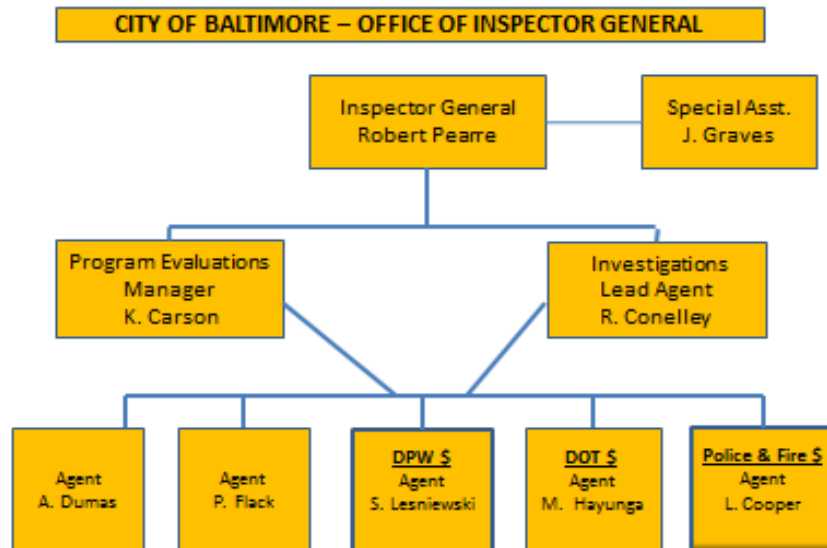 CITY OF BALTIMORE – OFFICE OF INSPECTOR GENERAL
Inspector General
Robert Pearre
Special Asst.
J. Graves
Program Evaluations
Manager
K. Carson
Investigations
Lead Agent
R. Conelley
Agent
A. Dumas
Agent
P. Flack
DPW $
Agent
S. Lesniewski
DOT $
Agent
M. Hayunga
Police & Fire $
Agent
L. Cooper